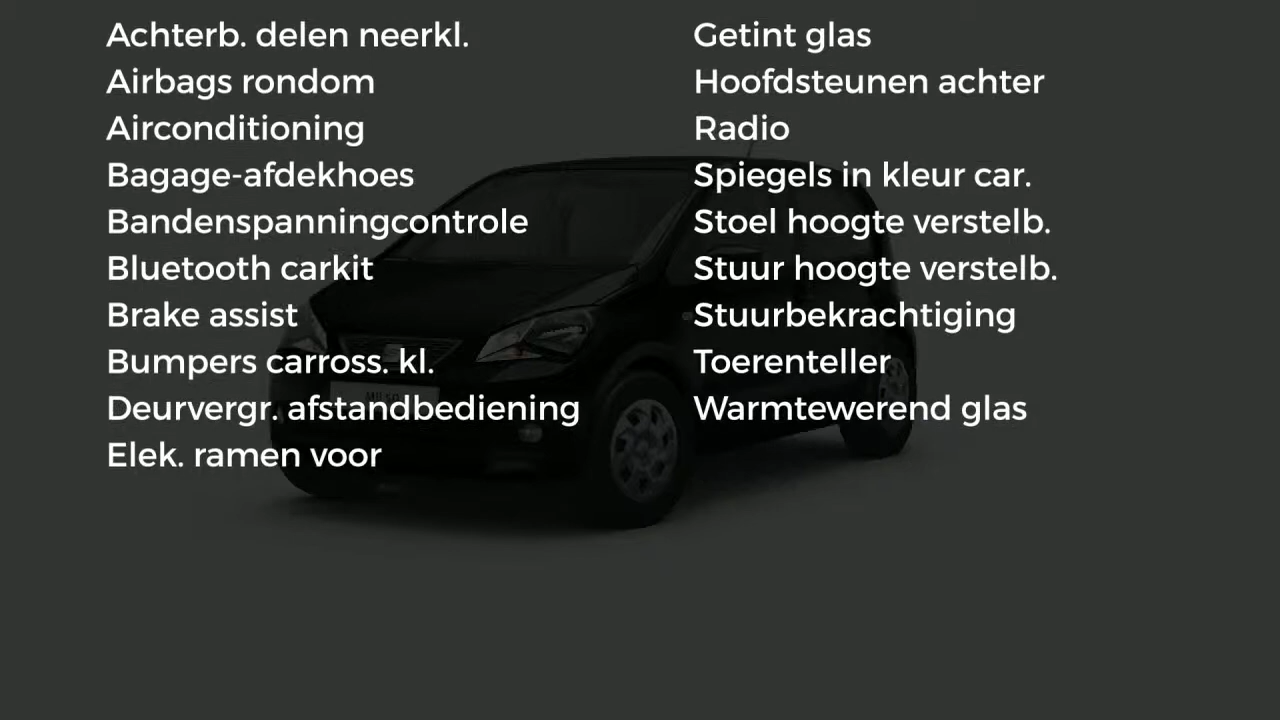 Achterb. delen neerkl.
Airbags rondom
Airconditioning
Bagage-afdekhoes
Bandenspanningcontrole
Bluetooth carkit
Brake assist
Bumpers carross. kl.
Deurvergr. afstandbediening
Elek. ramen voor
Getint glas
Hoofdsteunen achter
Radio
Spiegels in kleur car.
Stoel hoogte verstelb.
Stuur hoogte verstelb.
Stuurbekrachtiging
Toerenteller
Warmtewerend glas